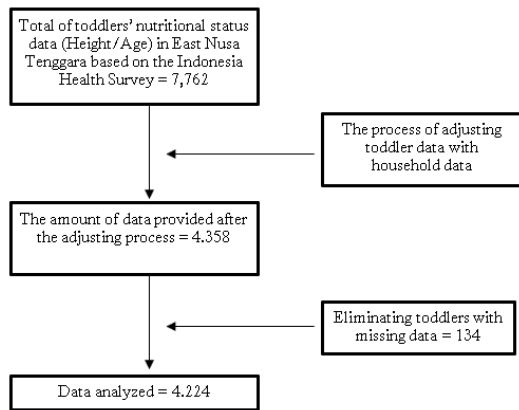 Total of toddlers' nutritional status
data (Height/Age) in East Nusa
Tenggara based on the Indonesia
Health Survey = 7,762
The process of adjusting
toddler data with
household data
The amount of data provided after
the adjusting process = 4.358
Eliminating toddlers with
missing data = 134
Data analyzed = 4.224